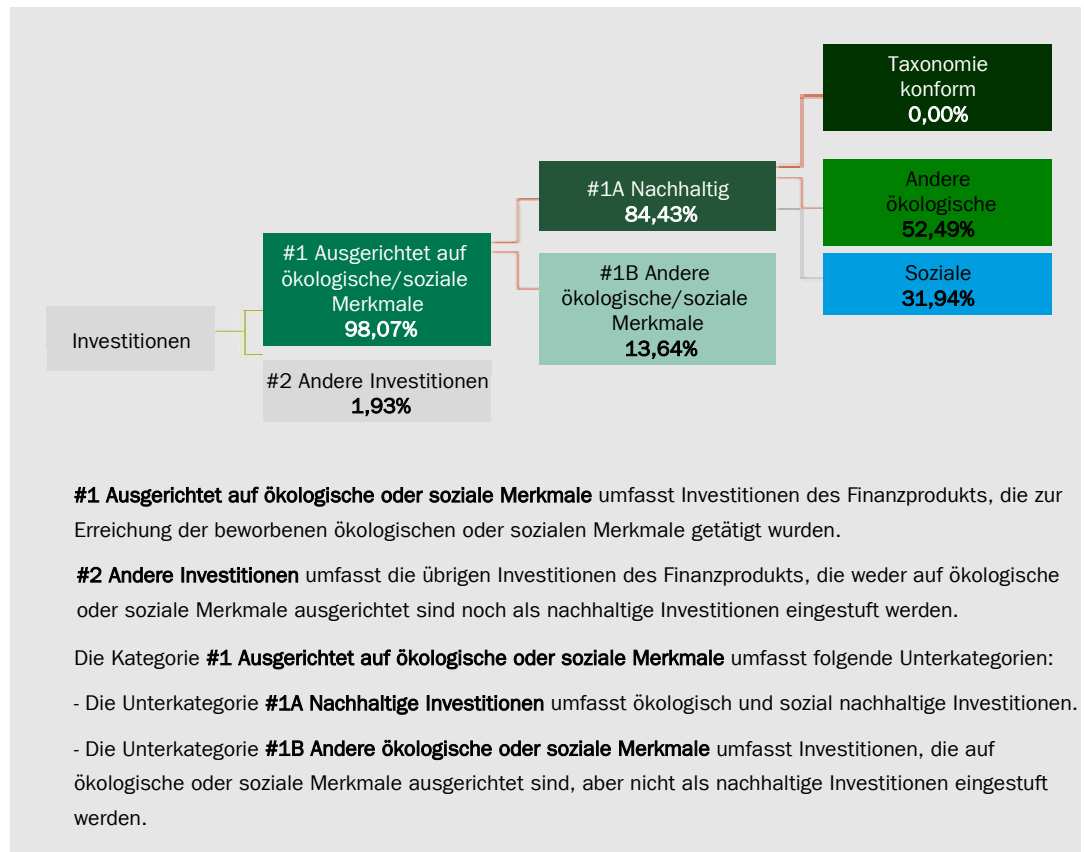 Taxonomie
konform
0,00%
#1A Nachhaltig
84,43%
Andere
ökologische
52,49%
#1 Ausgerichtet auf
ökologische/soziale
Merkmale
98,07%
#1B Andere
ökologische/soziale
Merkmale
13,64%
Soziale
31,94%
Investitionen
#2 Andere Investitionen
1,93%
#1 Ausgerichtet auf ökologische oder soziale Merkmale umfasst Investitionen des Finanzprodukts, die zur
Erreichung der beworbenen ökologischen oder sozialen Merkmale getätigt wurden.
#2 Andere Investitionen umfasst die übrigen Investitionen des Finanzprodukts, die weder auf ökologische
oder soziale Merkmale ausgerichtet sind noch als nachhaltige Investitionen eingestuft werden.
Die Kategorie #1 Ausgerichtet auf ökologische oder soziale Merkmale umfasst folgende Unterkategorien:
- Die Unterkategorie #1A Nachhaltige Investitionen umfasst ökologisch und sozial nachhaltige Investitionen.
- Die Unterkategorie #1B Andere ökologische oder soziale Merkmale umfasst Investitionen, die auf
ökologische oder soziale Merkmale ausgerichtet sind, aber nicht als nachhaltige Investitionen eingestuft
werden.